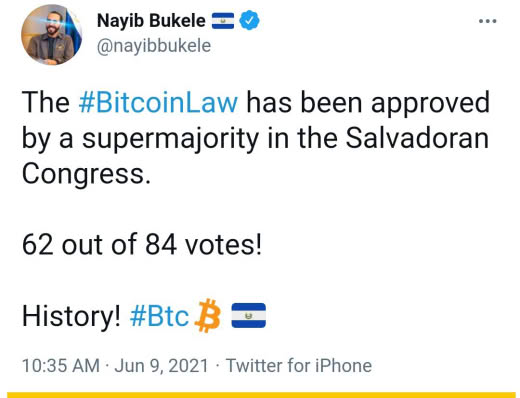 Nayib Bukele 🇸🇻
@nayibbukele
The #BitcoinLaw has been approved
by a supermajority in the Salvadoran
Congress.
62 out of 84 votes!
History! #Btc 🇸🇻
10:35 AM · Jun 9, 2021 · Twitter for iPhone